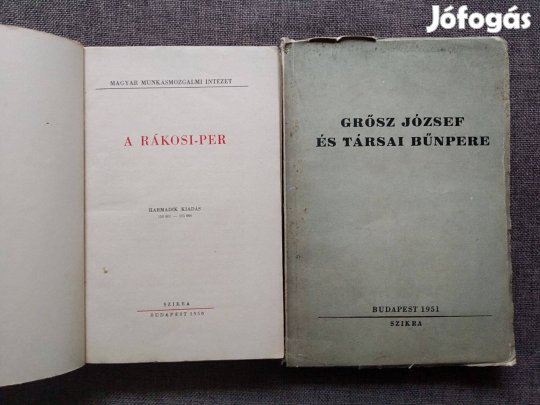 Jófogás
MAGYAR MUNKÁSMOZGALMI INTÉZET
A RÁKOSI-PER
HARMADIK KIADÁS
SZIKRA
BUDAPEST 1950
GRŐSZ JÓZSEF
ÉS TÁRSAI BŰNPERE
BUDAPEST 1951
SZIKRA